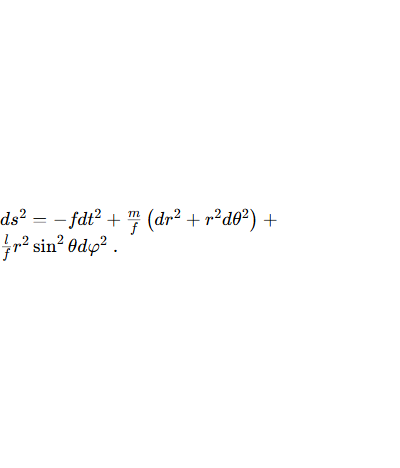 ds² = −fdt² + m/f (dr² + r²dθ²) +
l/f r² sin² θdφ² .